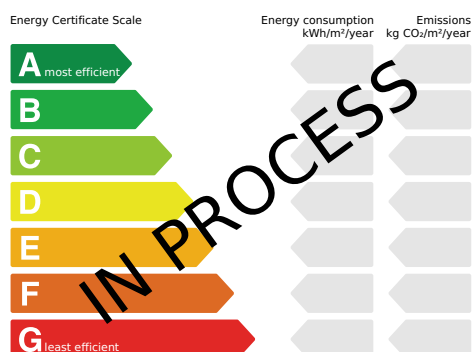 Energy Certificate Scale
Energy consumption
kWh/m²/year
Emissions
kg CO₂/m²/year
A most efficient
B
C
D
E
F
G least efficient
IN PROCESS